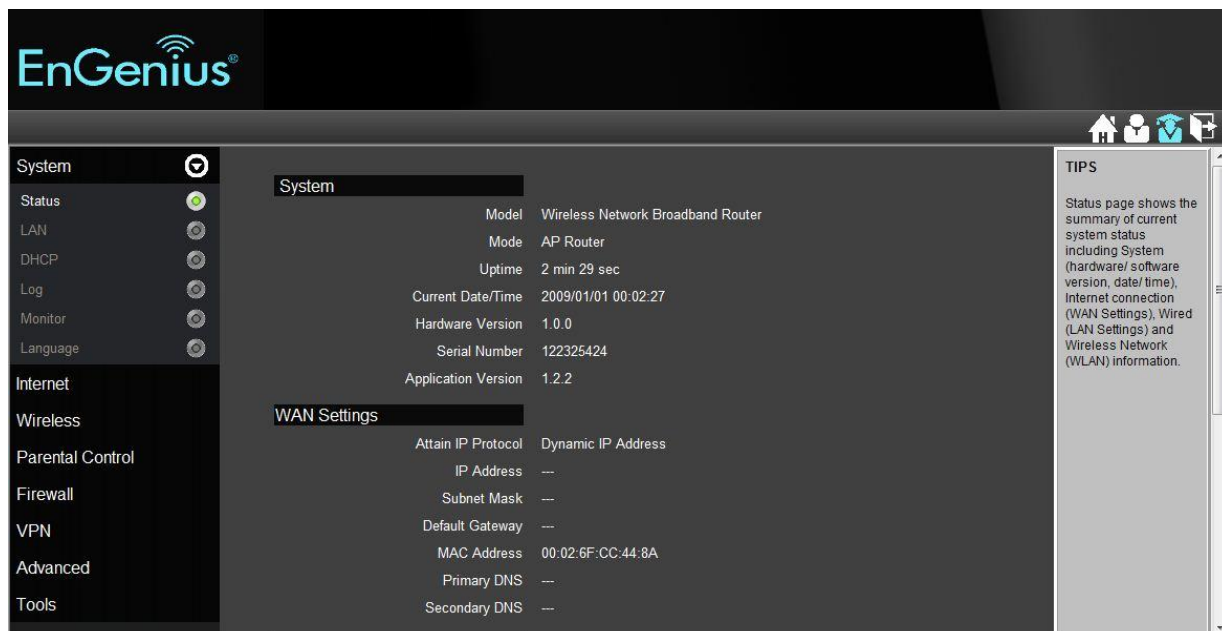 EnGenius®
System
Status
LAN
DHCP
Log
Monitor
Language
Internet
Wireless
Parental Control
Firewall
VPN
Advanced
Tools
System
Model Wireless Network Broadband Router
Mode AP Router
Uptime 2 min 29 sec
Current Date/Time 2009/01/01 00:02:27
Hardware Version 1.0.0
Serial Number 122325424
Application Version 1.2.2
WAN Settings
Attain IP Protocol Dynamic IP Address
IP Address ---
Subnet Mask ---
Default Gateway ---
MAC Address 00:02:6F:CC:44:8A
Primary DNS ---
Secondary DNS ---
TIPS
Status page shows the
summary of current
system status
including System
(hardware/ software
version, date/ time),
Internet connection
(WAN Settings), Wired
(LAN Settings) and
Wireless Network
(WLAN) information.